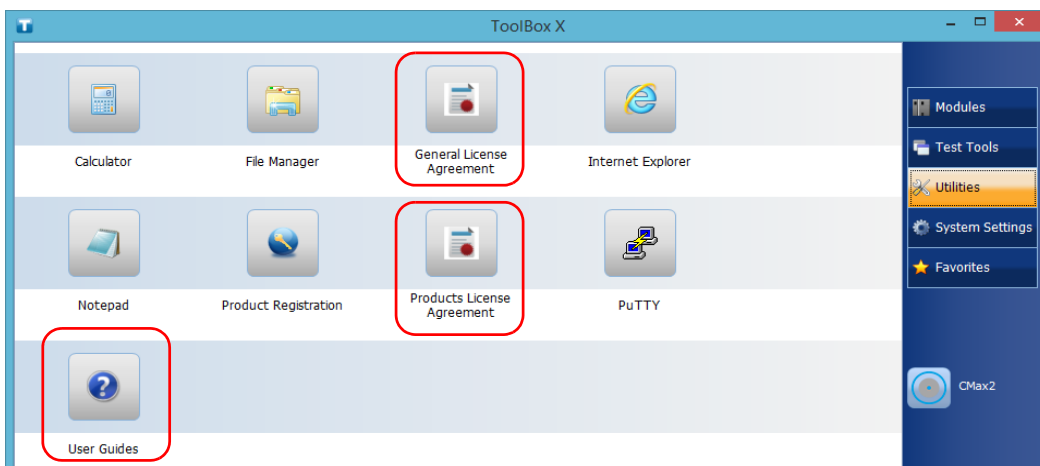 ToolBox X
Calculator
File Manager
General License
Agreement
Internet Explorer
Notepad
Product Registration
Products License
Agreement
PuTTY
User Guides
Modules
Test Tools
Utilities
System Settings
Favorites
CMax2